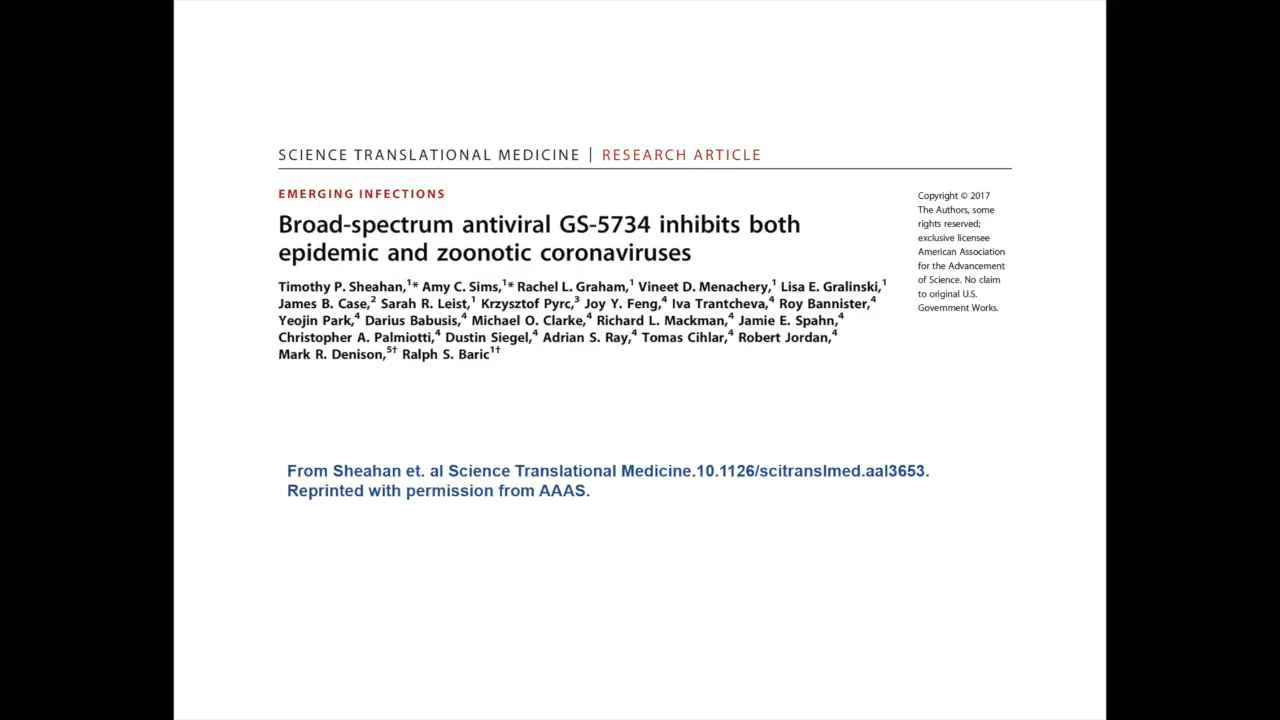 SCIENCE TRANSLATIONAL MEDICINE | RESEARCH ARTICLE
EMERGING INFECTIONS
Broad-spectrum antiviral GS-5734 inhibits both
epidemic and zoonotic coronaviruses
Timothy P. Sheahan,1* Amy C. Sims,1* Rachel L. Graham,1 Vineet D. Menachery,1 Lisa E. Gralinski,1
James B. Case,2 Sarah R. Leist,1 Krzysztof Pyrc,3 Joy Y. Feng,4 Iva Trantcheva,4 Roy Bannister,4
Yeojin Park,4 Darius Babusis,4 Michael O. Clarke,4 Richard L. Mackman,4 Jamie E. Spahn,4
Christopher A. Palmiotti,4 Dustin Siegel,4 Adrian S. Ray,4 Tomas Cihlar,4 Robert Jordan,4
Mark R. Denison,5† Ralph S. Baric1†
Copyright © 2017
The Authors, some
rights reserved;
exclusive licensee
American Association
for the Advancement
of Science. No claim
to original U.S.
Government Works.
From Sheahan et. al Science Translational Medicine.10.1126/scitranslmed.aal3653.
Reprinted with permission from AAAS.